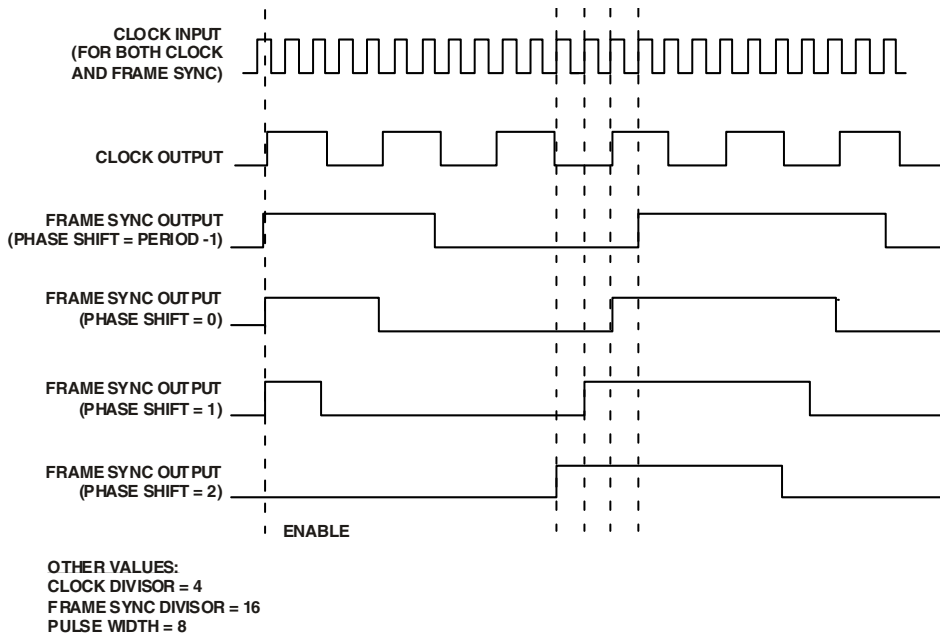 CLOCK INPUT
(FOR BOTH CLOCK
AND FRAME SYNC)
CLOCK OUTPUT
FRAME SYNC OUTPUT
(PHASE SHIFT = PERIOD -1)
FRAME SYNC OUTPUT
(PHASE SHIFT = 0)
FRAME SYNC OUTPUT
(PHASE SHIFT = 1)
FRAME SYNC OUTPUT
(PHASE SHIFT = 2)
ENABLE
OTHER VALUES:
CLOCK DIVISOR = 4
FRAME SYNC DIVISOR = 16
PULSE WIDTH = 8